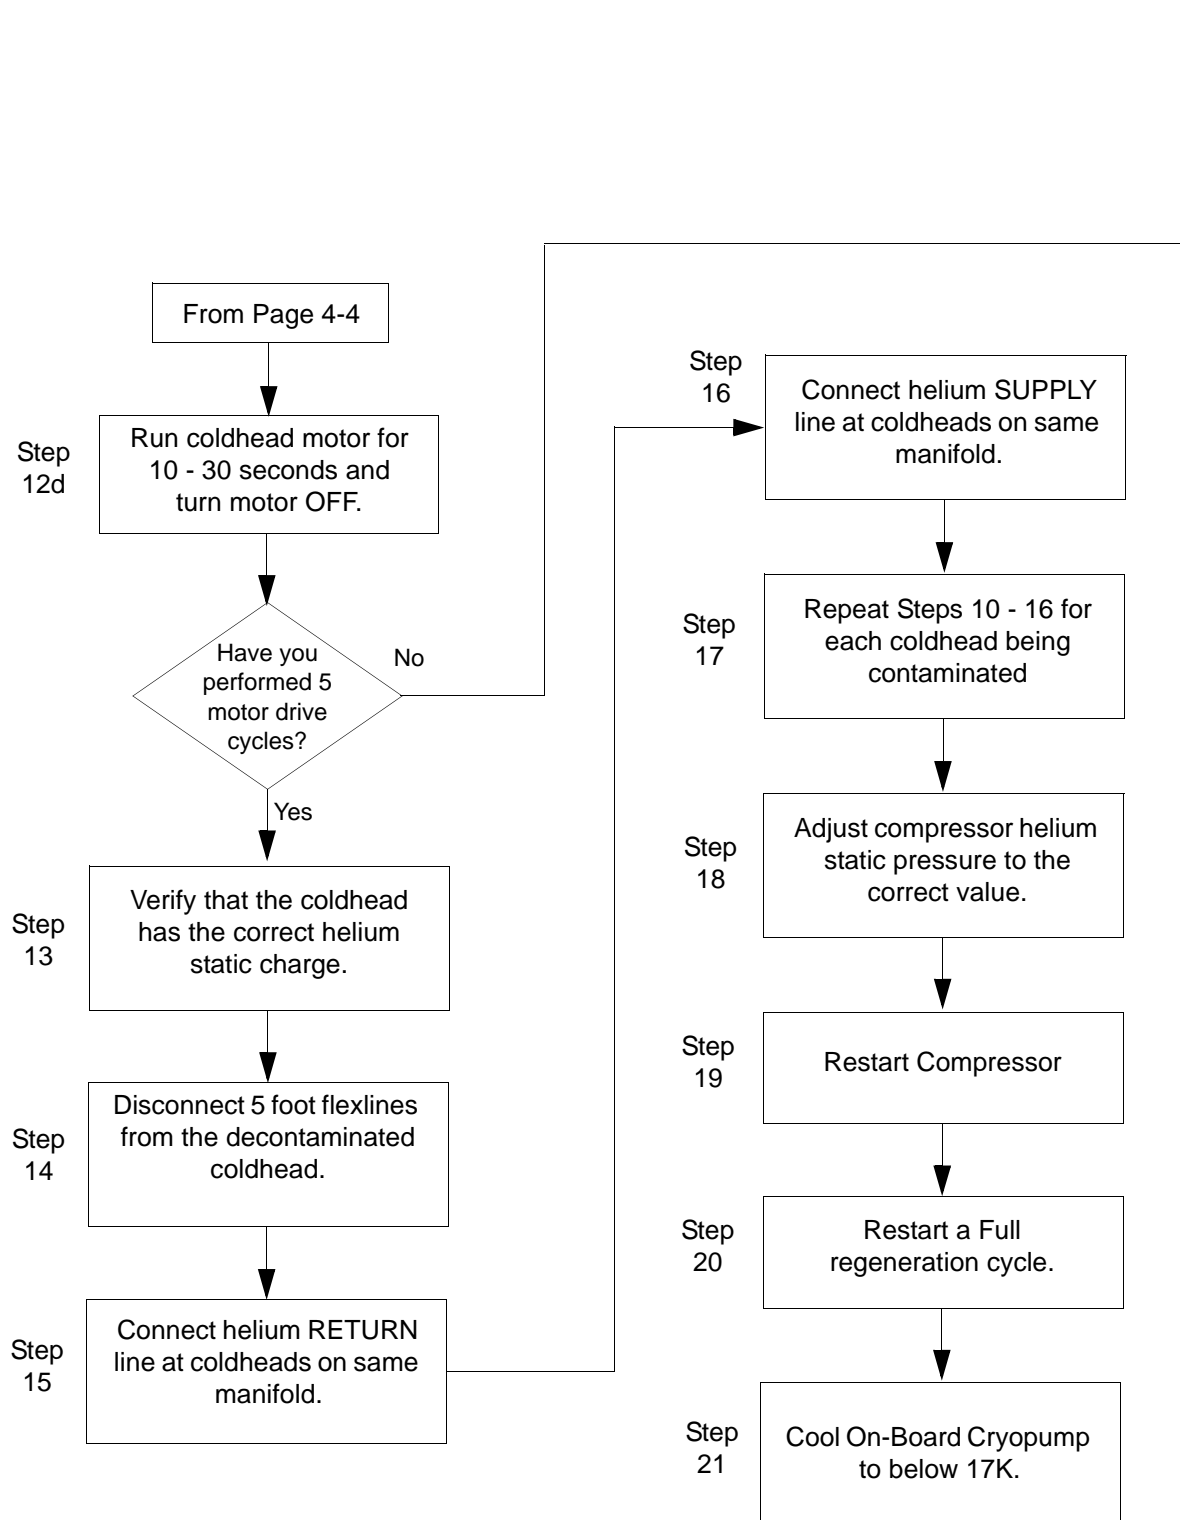 From Page 4-4
Step
12d
Run coldhead motor for
10 - 30 seconds and
turn motor OFF.
Have you
performed 5
motor drive
cycles?
No
Yes
Step
13
Verify that the coldhead
has the correct helium
static charge.
Step
14
Disconnect 5 foot flexlines
from the decontaminated
coldhead.
Step
15
Connect helium RETURN
line at coldheads on same
manifold.
Step
16
Connect helium SUPPLY
line at coldheads on same
manifold.
Step
17
Repeat Steps 10 - 16 for
each coldhead being
contaminated
Step
18
Adjust compressor helium
static pressure to the
correct value.
Step
19
Restart Compressor
Step
20
Restart a Full
regeneration cycle.
Step
21
Cool On-Board Cryopump
to below 17K.